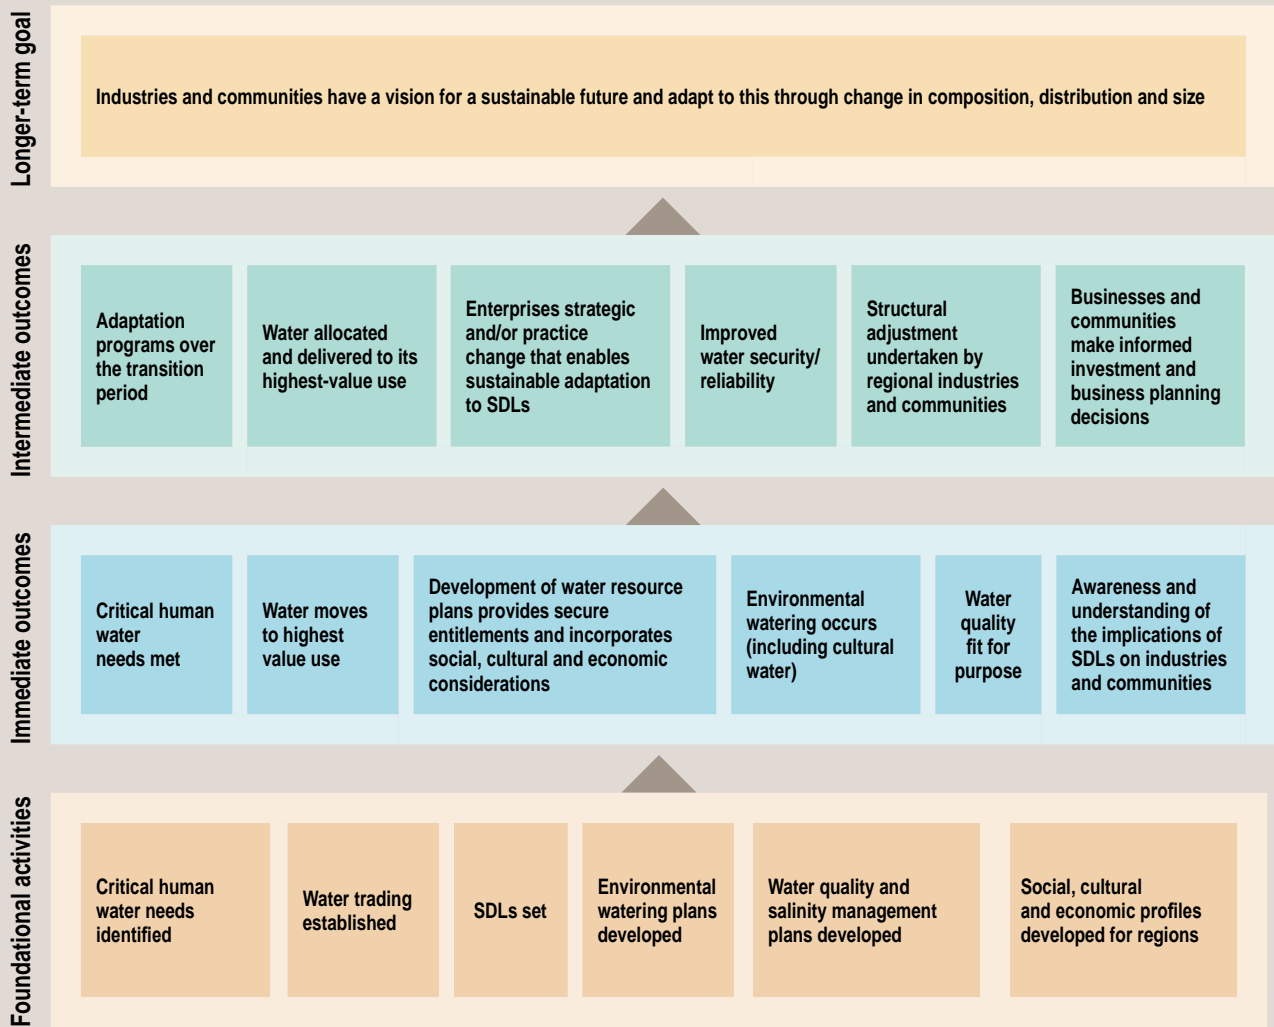 Longer-term goal
Industries and communities have a vision for a sustainable future and adapt to this through change in composition, distribution and size
Intermediate outcomes
Adaptation
programs over
the transition
period
Water allocated
and delivered to its
highest-value use
Enterprises strategic
and/or practice
change that enables
sustainable adaptation
to SDLs
Improved
water security/
reliability
Structural
adjustment
undertaken by
regional industries
and communities
Businesses and
communities
make informed
investment and
business planning
decisions
Immediate outcomes
Critical human
water
needs met
Water moves
to highest
value use
Development of water resource
plans provides secure
entitlements and incorporates
social, cultural and economic
considerations
Environmental
watering occurs
(including cultural
water)
Water
quality
fit for
purpose
Awareness and
understanding of
the implications of
SDLs on industries
and communities
Foundational activities
Critical human
water needs
identified
Water trading
established
SDLs set
Environmental
watering plans
developed
Water quality and
salinity management
plans developed
Social, cultural
and economic profiles
developed for regions